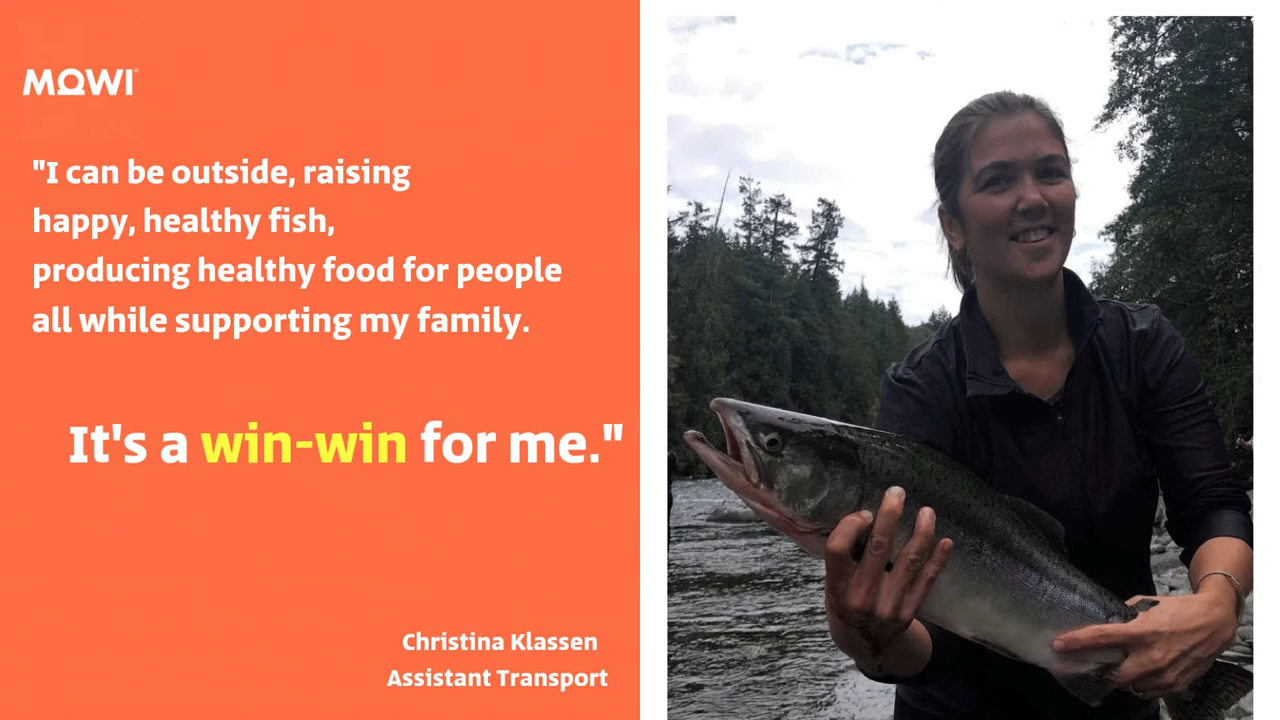 MOWI
"I can be outside, raising
happy, healthy fish,
producing healthy food for people
all while supporting my family.
It's a win-win for me."
Christina Klassen
Assistant Transport